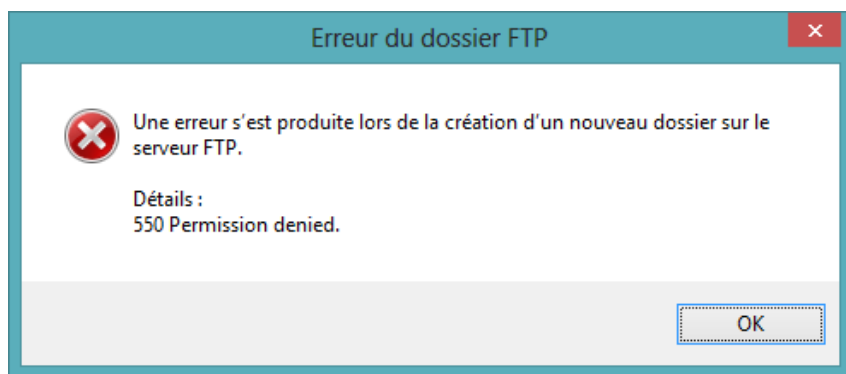 Erreur du dossier FTP
Une erreur s’est produite lors de la création d’un nouveau dossier sur le
serveur FTP.
Détails :
550 Permission denied.
OK